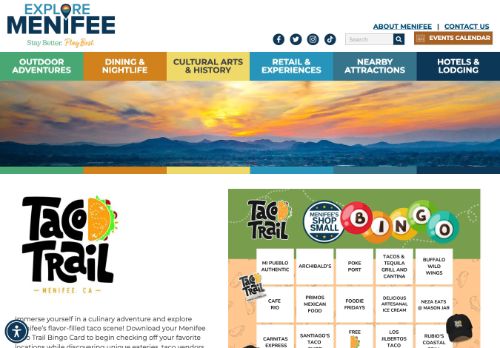 EXPLORE
MENIFEE
Stay Better. Play Best.
ABOUT MENIFEE | CONTACT US
Search
EVENTS CALENDAR
OUTDOOR
ADVENTURES
DINING &
NIGHTLIFE
CULTURAL ARTS
& HISTORY
RETAIL &
EXPERIENCES
NEARBY
ATTRACTIONS
HOTELS &
LODGING
TACO
TRAIL
MENIFEE, CA
Immerse yourself in a culinary adventure and explore
Menifee's flavor-filled taco scene! Download your Menifee
Taco Trail Bingo Card to begin checking off your favorite
locations while discovering unique eateries, taco vendors
TACO
TRAIL
MENIFEE'S
SHOP
SMALL
BINGO
MI PUEBLO
AUTHENTIC
ARCHIBALD'S
POKE
PORT
TACOS &
TEQUILA
GRILL AND
CANTINA
BUFFALO
WILD
WINGS
CAFE
RIO
PRIMOS
MEXICAN
FOOD
FOODIE
FRIDAYS
DELICIOUS
ARTESANAL
ICE CREAM
NEZA EATS
@ MASON JAR
CARNITAS
EXPRESS
SANTIAGO'S
TACO
FREE
LOS
ALBERTOS
TACO
RUBIO'S
COASTAL